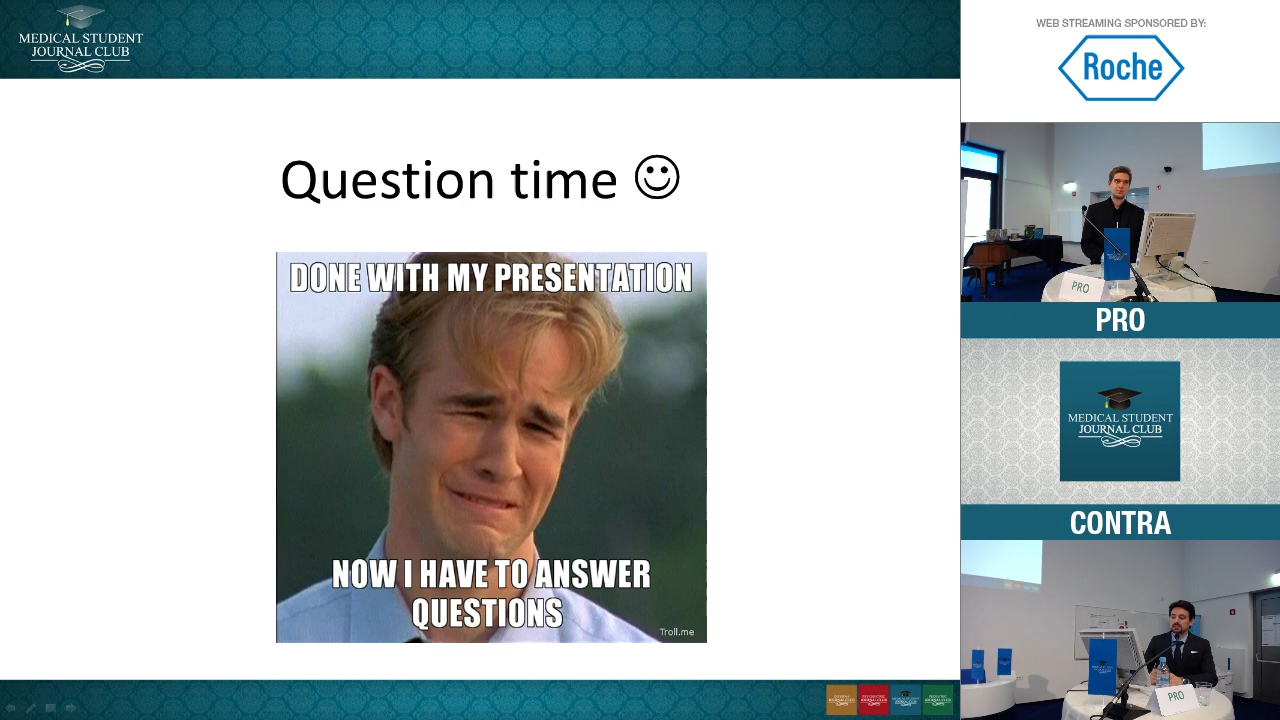 MEDICAL STUDENT
JOURNAL CLUB
Question time
DONE WITH MY PRESENTATION
NOW I HAVE TO ANSWER
QUESTIONS
Troll.me
WEB STREAMING SPONSORED BY:
Roche
PRO
PRO
MEDICAL STUDENT
JOURNAL CLUB
CONTRA
PRO